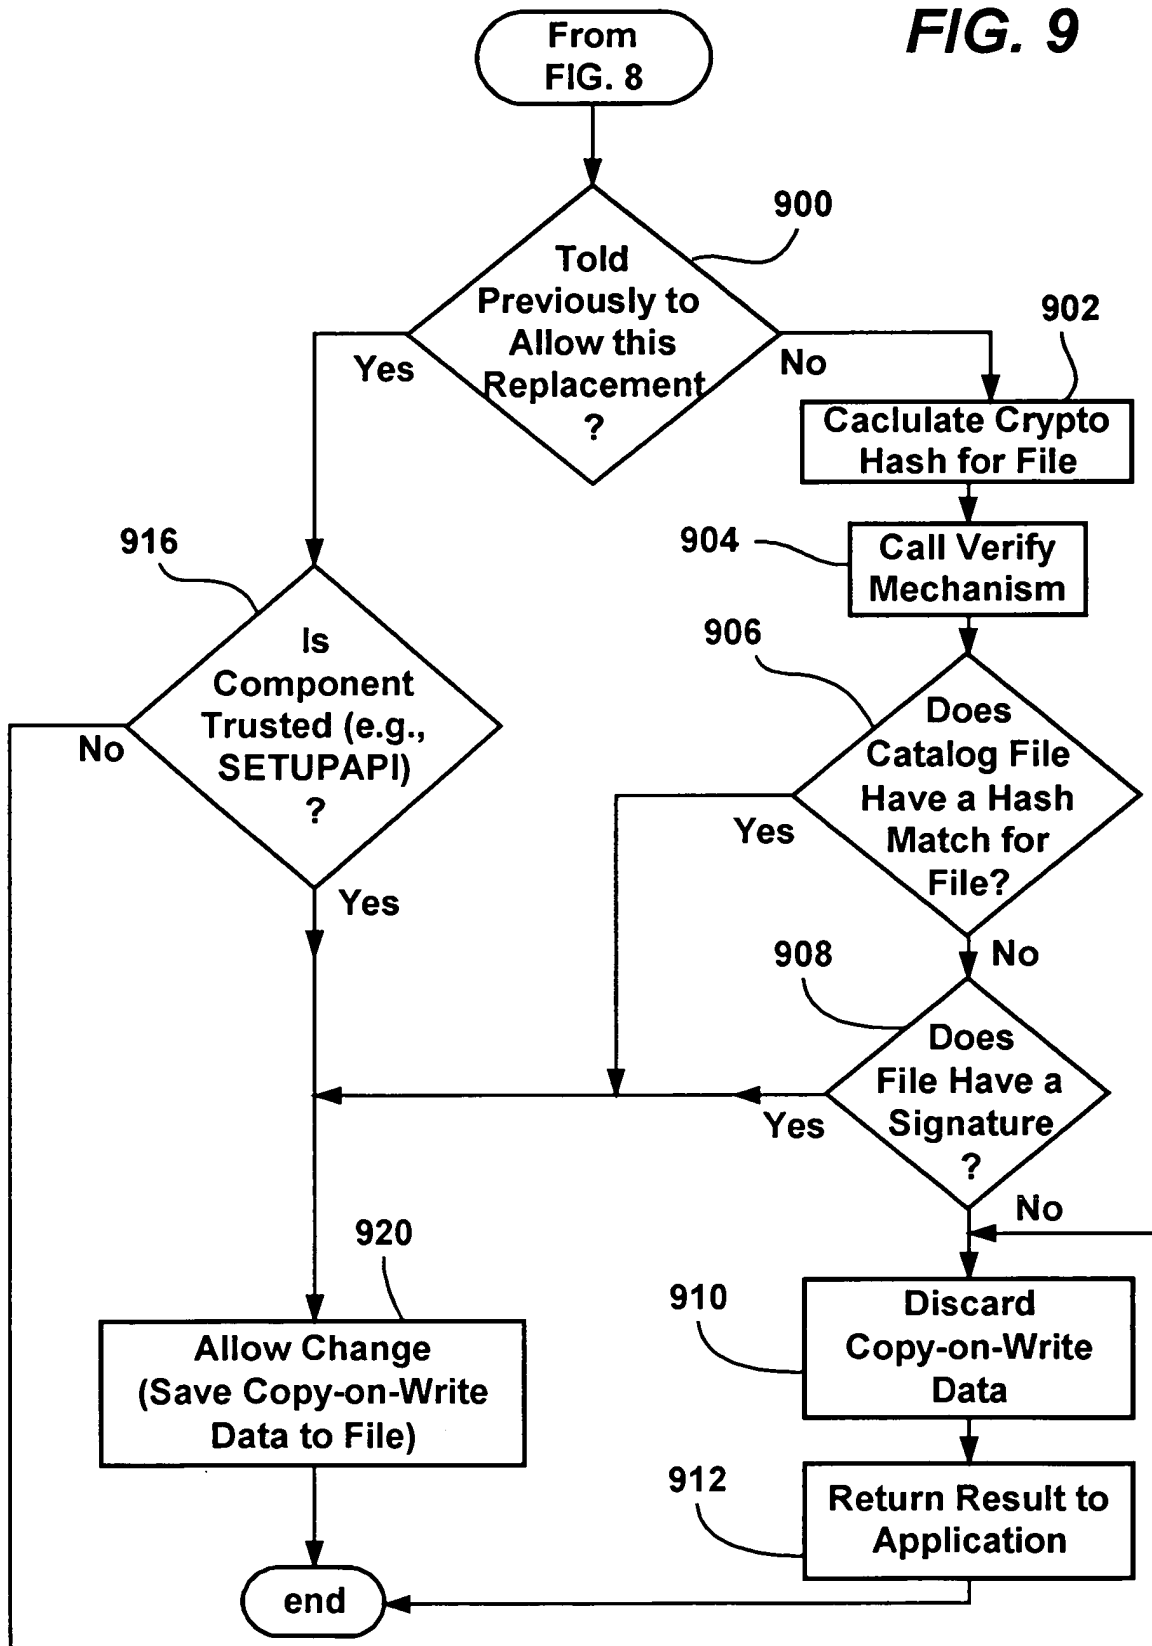 FIG. 9
From
FIG. 8
900
Told
Previously to
Allow this
Replacement
?
Yes
No
902
Caclulate Crypto
Hash for File
904
Call Verify
Mechanism
916
Is
Component
Trusted (e.g.,
SETUPAPI)
?
No
Yes
906
Does
Catalog File
Have a Hash
Match for
File?
Yes
No
908
Does
File Have a
Signature
?
Yes
No
920
Allow Change
(Save Copy-on-Write
Data to File)
910
Discard
Copy-on-Write
Data
912
Return Result to
Application
end